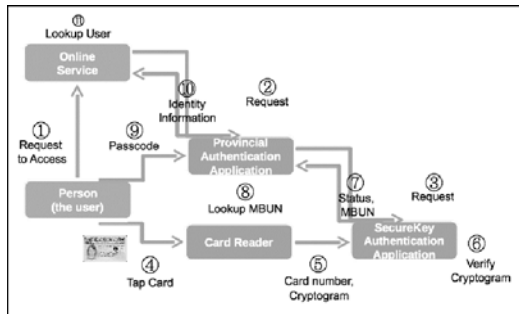 ⑪
Lookup User
Online
Service
⑩
Identity
Information
②
Request
①
Request
to Access
⑨
Passcode
Provincial
Authentication
Application
⑧
Lookup MBUN
⑦
Status,
MBUN
③
Request
Person
(the user)
④
Tap Card
Card Reader
⑤
Card number,
Cryptogram
SecureKey
Authentication
Application
⑥
Verify
Cryptogram